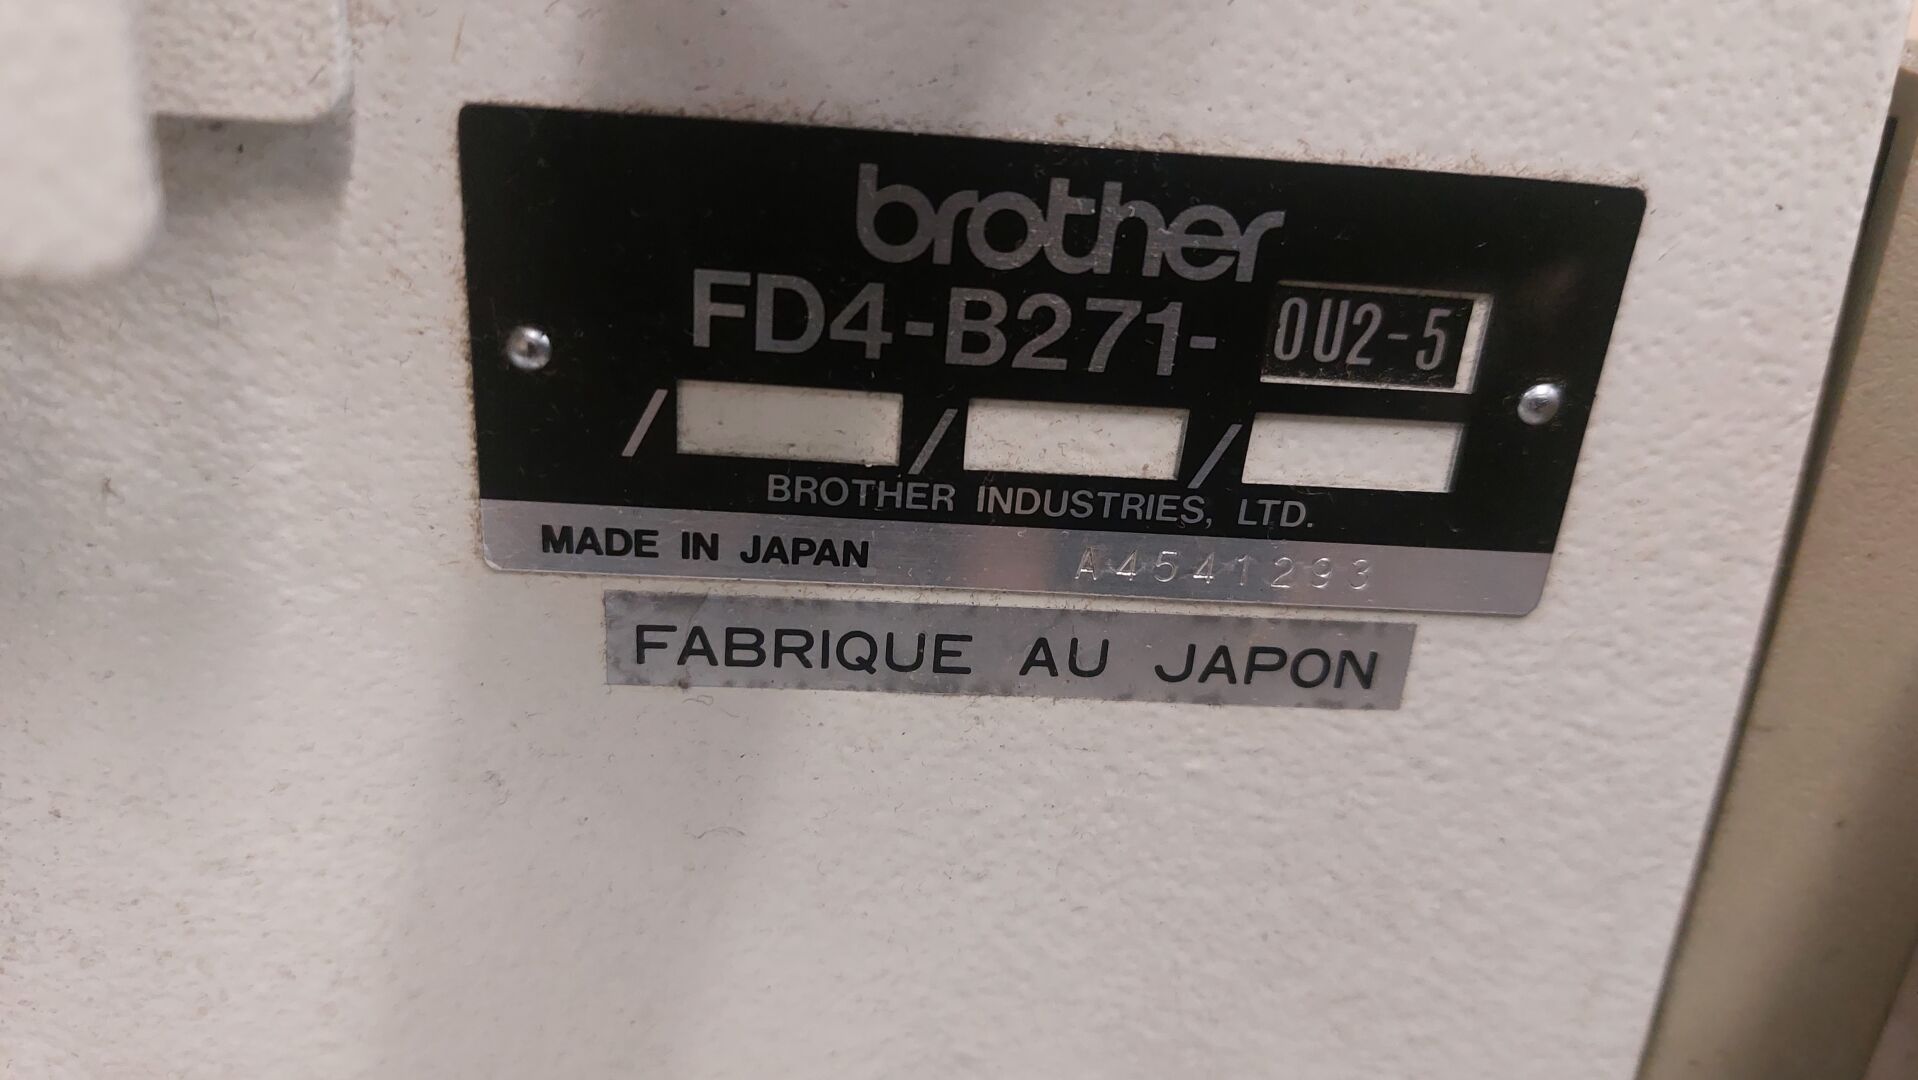 brother
FD4-B271- 0U2-5
/ / /
BROTHER INDUSTRIES, LTD.
MADE IN JAPAN A4541293
FABRIQUE AU JAPON